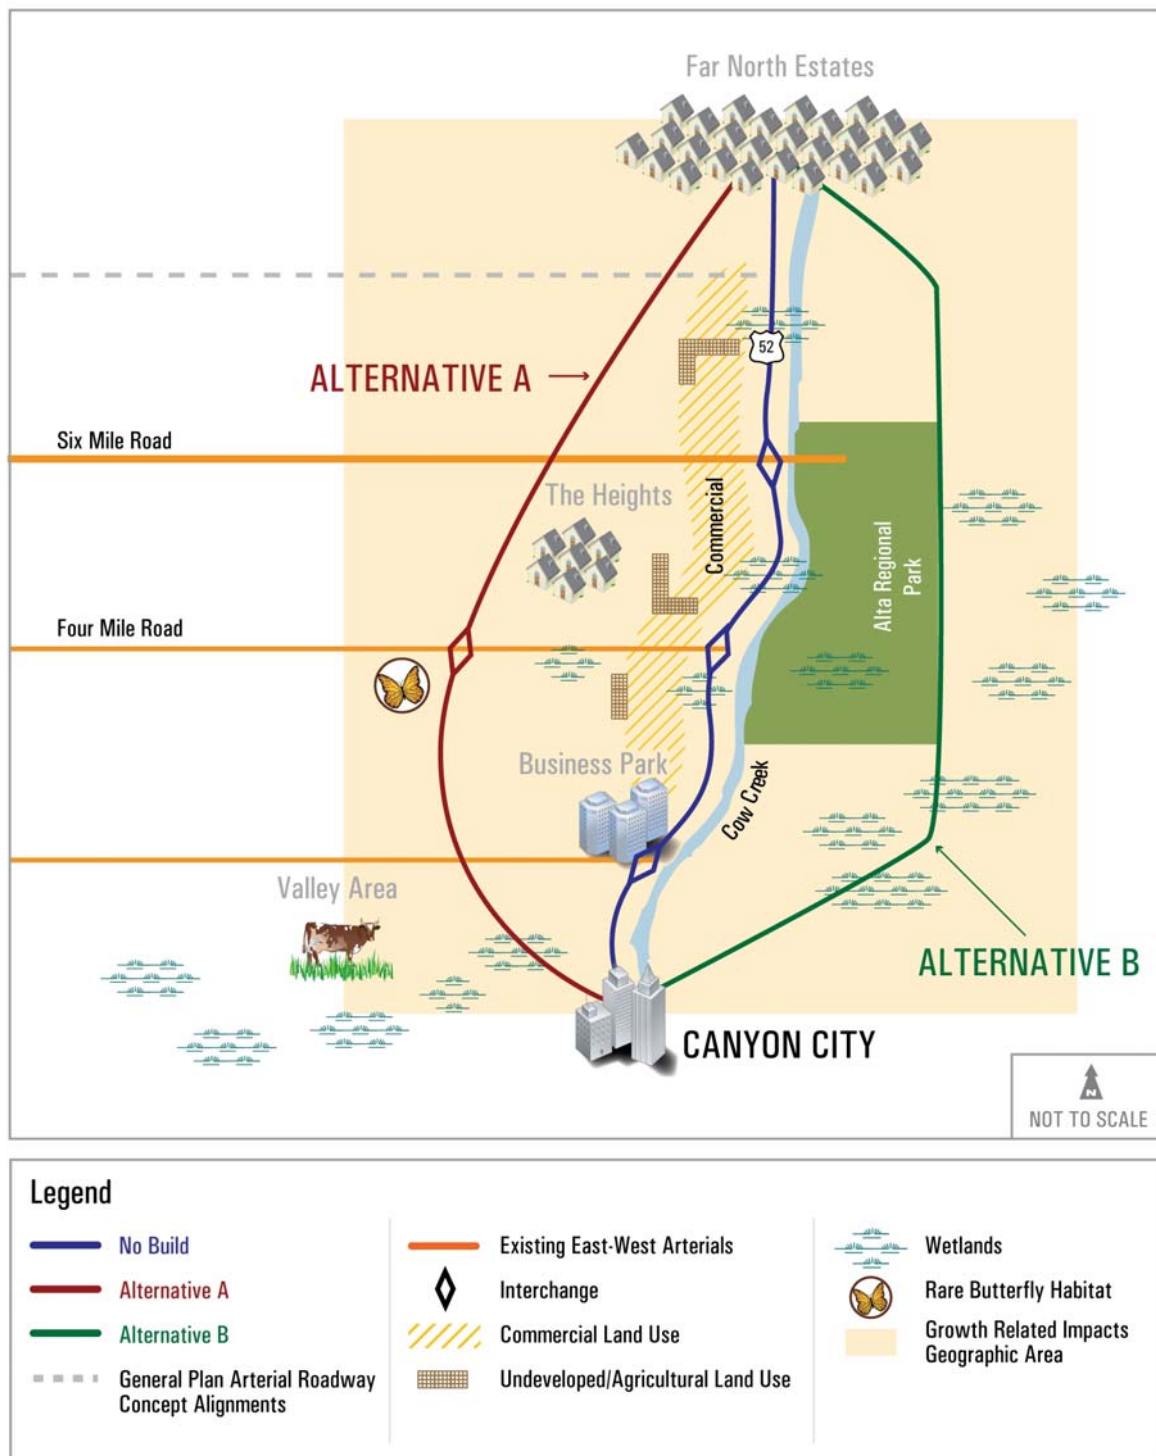 Far North Estates
52
ALTERNATIVE A
Six Mile Road
The Heights
Commercial
Alta Regional
Park
Four Mile Road
Business Park
Cow Creek
Valley Area
ALTERNATIVE B
CANYON CITY
N
NOT TO SCALE
Legend
No Build
Alternative A
Alternative B
General Plan Arterial Roadway
Concept Alignments
Existing East-West Arterials
Interchange
Commercial Land Use
Undeveloped/Agricultural Land Use
Wetlands
Rare Butterfly Habitat
Growth Related Impacts
Geographic Area